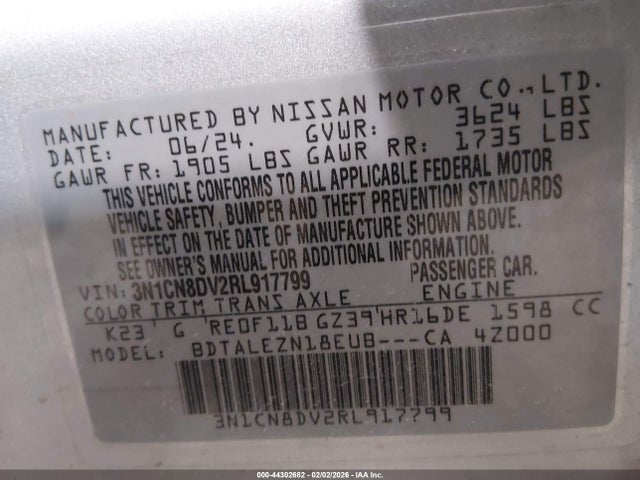 MANUFACTURED BY NISSAN MOTOR CO., LTD.
DATE: 06/24. GVWR: 3624 LBS
GAWR FR: 1905 LBS GAWR RR: 1735 LBS
THIS VEHICLE CONFORMS TO ALL APPLICABLE FEDERAL MOTOR
VEHICLE SAFETY, BUMPER AND THEFT PREVENTION STANDARDS
IN EFFECT ON THE DATE OF MANUFACTURE SHOWN ABOVE.
SEE OWNER'S MANUAL FOR ADDITIONAL INFORMATION.
VIN: 3N1CN8DV2RL917799 PASSENGER CAR.
COLOR TRIM TRANS AXLE ENGINE
K23 G RE0F11B GZ39 HR16DE 1598 CC
MODEL: BDTALEZN18EUB---CA 4Z000
3N1CN8DV2RL917799
000-44302682 - 02/02/2026 - IAA Inc.